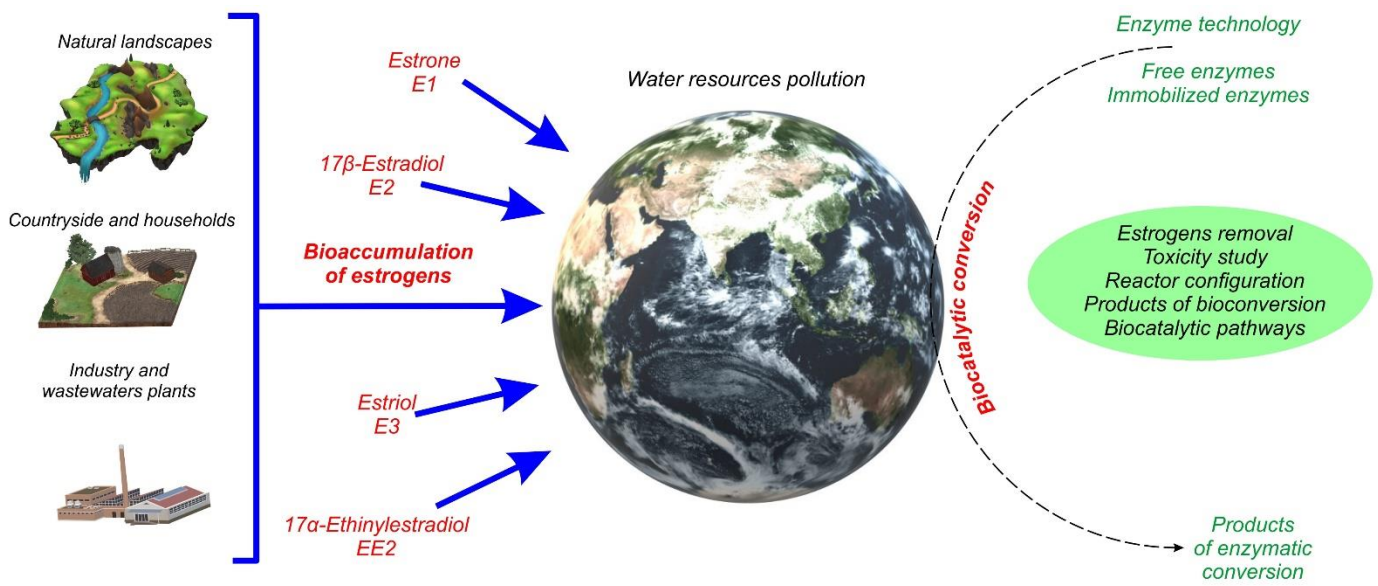 Natural landscapes
Countryside and households
Industry and
wastewaters plants
Estrone
E1
17β-Estradiol
E2
Bioaccumulation
of estrogens
Estriol
E3
17α-Ethinylestradiol
EE2
Water resources pollution
Biocatalytic conversion
Enzyme technology
Free enzymes
Immobilized enzymes
Estrogens removal
Toxicity study
Reactor configuration
Products of bioconversion
Biocatalytic pathways
Products
of enzymatic
conversion